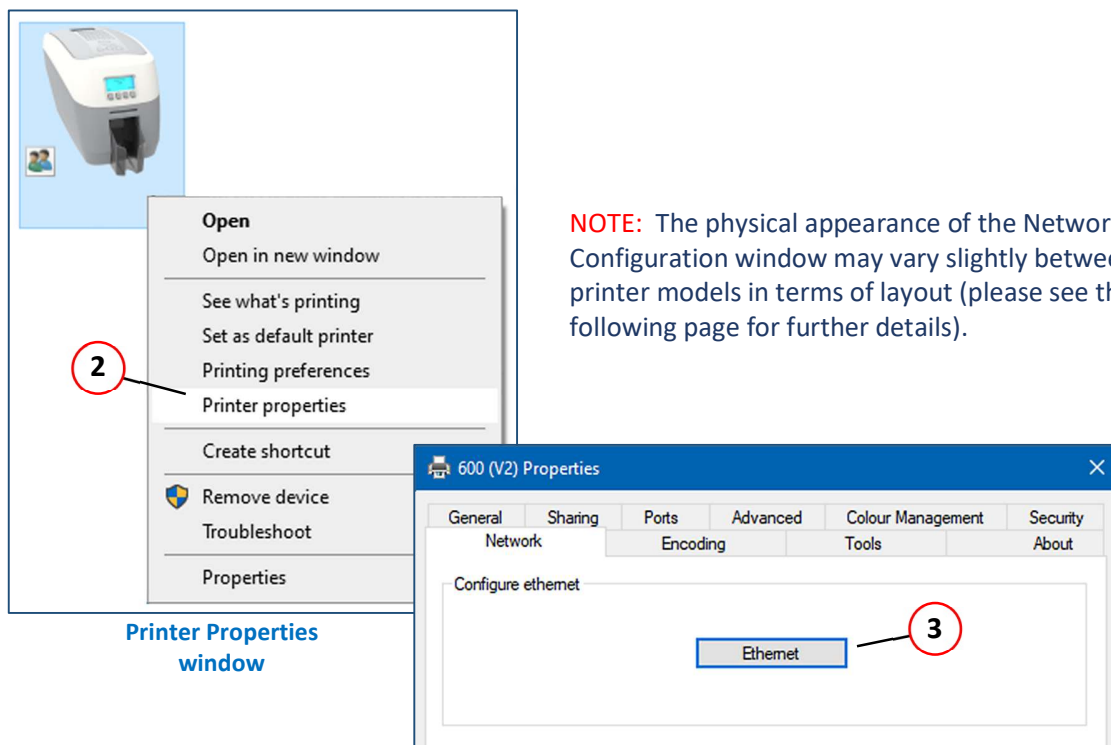 Open
Open in new window
See what's printing
Set as default printer
Printing preferences
2
Printer properties
Create shortcut
Remove device
Troubleshoot
Properties
Printer Properties
window
NOTE: The physical appearance of the Networ
Configuration window may vary slightly betwee
printer models in terms of layout (please see th
following page for further details).
600 (V2) Properties
General Sharing Ports Advanced Colour Management Security
Network Encoding Tools About
Configure ethernet
Ethernet
3